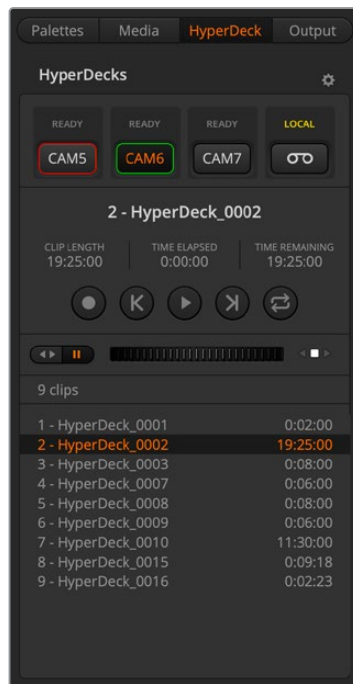 Palettes Media HyperDeck Output
HyperDecks
READY READY READY LOCAL
CAM5 CAM6 CAM7
2 - HyperDeck_0002
CLIP LENGTH TIME ELAPSED TIME REMAINING
19:25:00 0:00:00 19:25:00
9 clips
1 - HyperDeck_0001 0:02:00
2 - HyperDeck_0002 19:25:00
3 - HyperDeck_0003 0:08:00
4 - HyperDeck_0007 0:06:00
5 - HyperDeck_0008 0:08:00
6 - HyperDeck_0009 0:06:00
7 - HyperDeck_0010 11:30:00
8 - HyperDeck_0015 0:09:18
9 - HyperDeck_0016 0:02:23